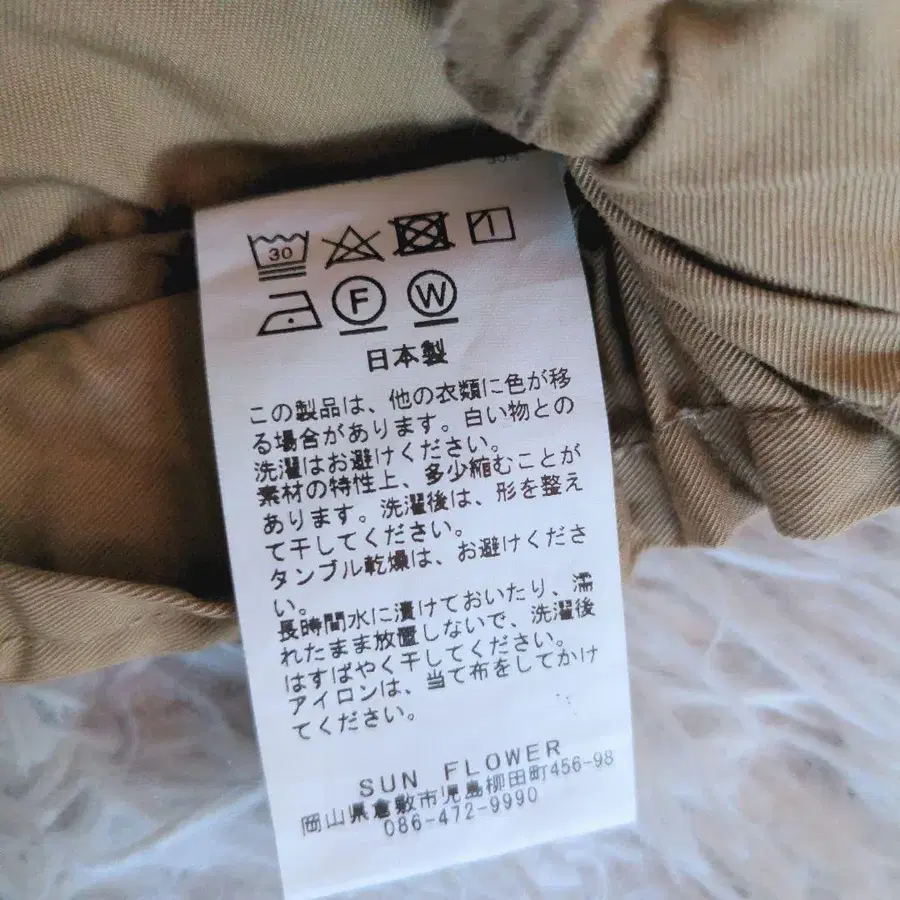 30
F W
日本製
この製品は、他の衣類に色が移
る場合があります。白い物との
洗濯はお避けください。
素材の特性上、多少縮むことが
あります。洗濯後は、形を整え
て干してください。
タンブル乾燥は、お避けくださ
い。
長時間水に漬けておいたり、濡
れたまま放置しないで、洗濯後
はすばやく干してください。
アイロンは、当て布をしてかけ
てください。
SUN FLOWER
岡山県倉敷市児島柳田町456-98
086-472-9990